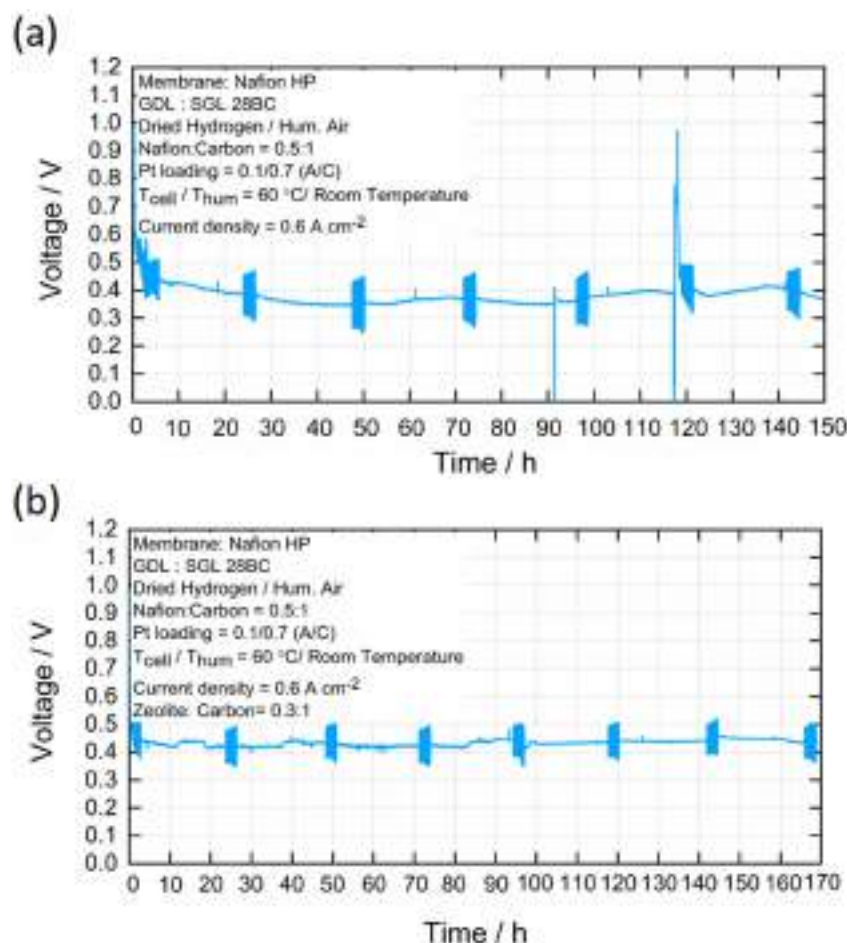 (a)
1.2
1.1
1.0
0.9
0.8
0.7
0.6
0.5
0.4
0.3
0.2
0.1
0.0
Voltage / V
Membrane: Nafion HP
GDL : SGL 28BC
Dried Hydrogen / Hum. Air
Nafion:Carbon = 0.5:1
Pt loading = 0.1/0.7 (A/C)
Tcell / Thum = 60 °C/ Room Temperature
Current density = 0.6 A cm-2
0 10 20 30 40 50 60 70 80 90 100 110 120 130 140 150
Time / h
(b)
1.2
1.1
1.0
0.9
0.8
0.7
0.6
0.5
0.4
0.3
0.2
0.1
0.0
Voltage / V
Membrane: Nafion HP
GDL : SGL 28BC
Dried Hydrogen / Hum. Air
Nafion:Carbon = 0.5:1
Pt loading = 0.1/0.7 (A/C)
Tcell / Thum = 60 °C/ Room Temperature
Current density = 0.6 A cm-2
Zeolite: Carbon= 0.3:1
0 10 20 30 40 50 60 70 80 90 100 110 120 130 140 150 160 170
Time / h